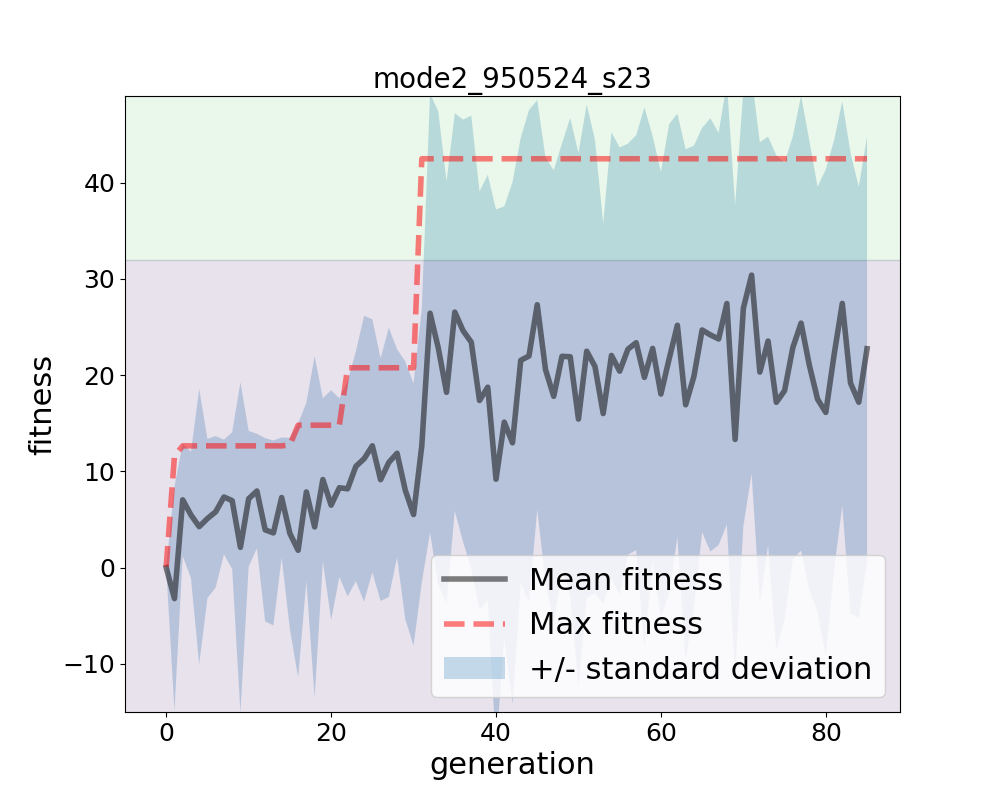 mode2_950524_s23
fitness
40
30
20
10
0
−10
Mean fitness
Max fitness
+/- standard deviation
0 20 40 60 80
generation